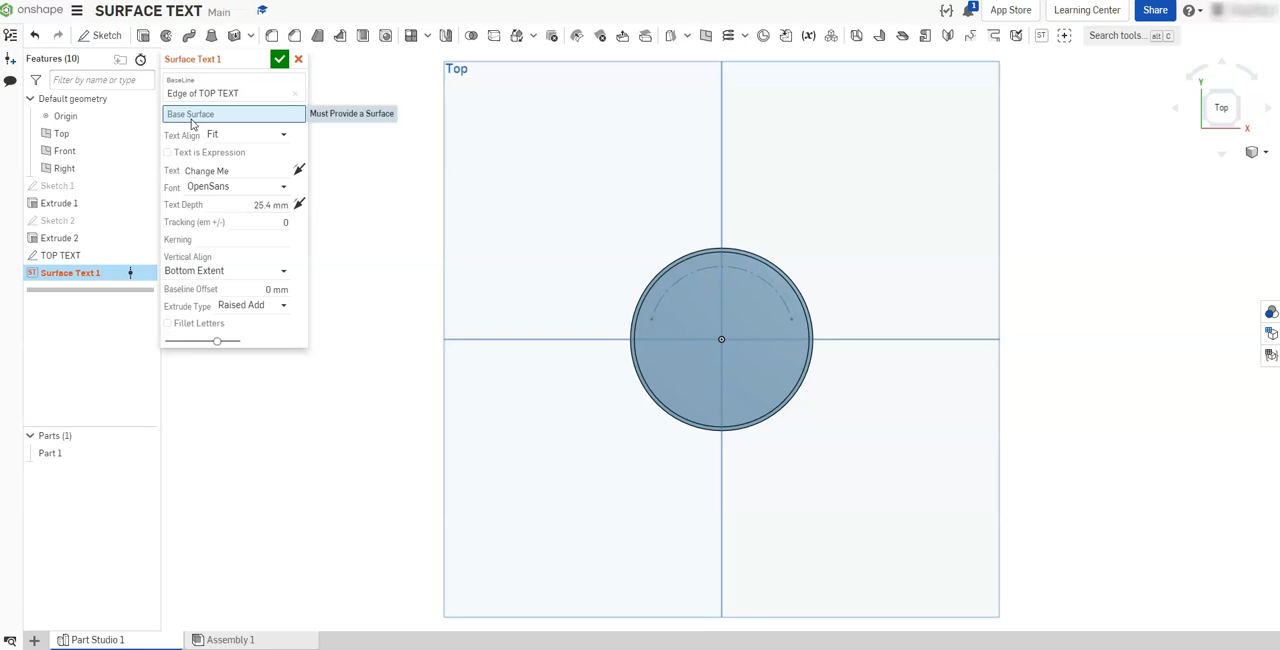 onshape SURFACE TEXT Main 1 App Store Learning Center Share
Sketch Search tools... alt C
Features (10)
Filter by name or type
Default geometry
Origin
Top
Front
Right
Sketch 1
Extrude 1
Sketch 2
Extrude 2
TOP TEXT
ST Surface Text 1
Parts (1)
Part 1
Surface Text 1
BaseLine
Edge of TOP TEXT
Base Surface
Must Provide a Surface
Text Align Fit
Text is Expression
Text Change Me
Font OpenSans
Text Depth 25.4 mm
Tracking (em +/-) 0
Kerning
Vertical Align
Bottom Extent
Baseline Offset 0 mm
Extrude Type Raised Add
Fillet Letters
Top
ST
Y
Top
X
Part Studio 1 Assembly 1